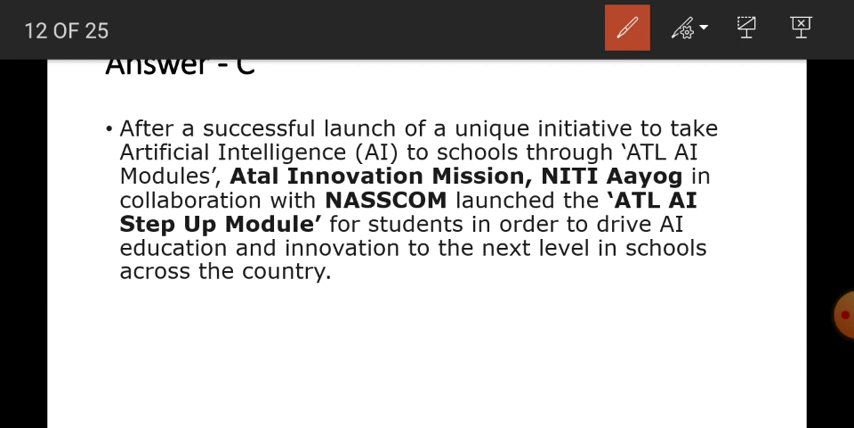 12 OF 25
Answer - C
• After a successful launch of a unique initiative to take
Artificial Intelligence (AI) to schools through ‘ATL AI
Modules’, Atal Innovation Mission, NITI Aayog in
collaboration with NASSCOM launched the ‘ATL AI
Step Up Module’ for students in order to drive AI
education and innovation to the next level in schools
across the country.